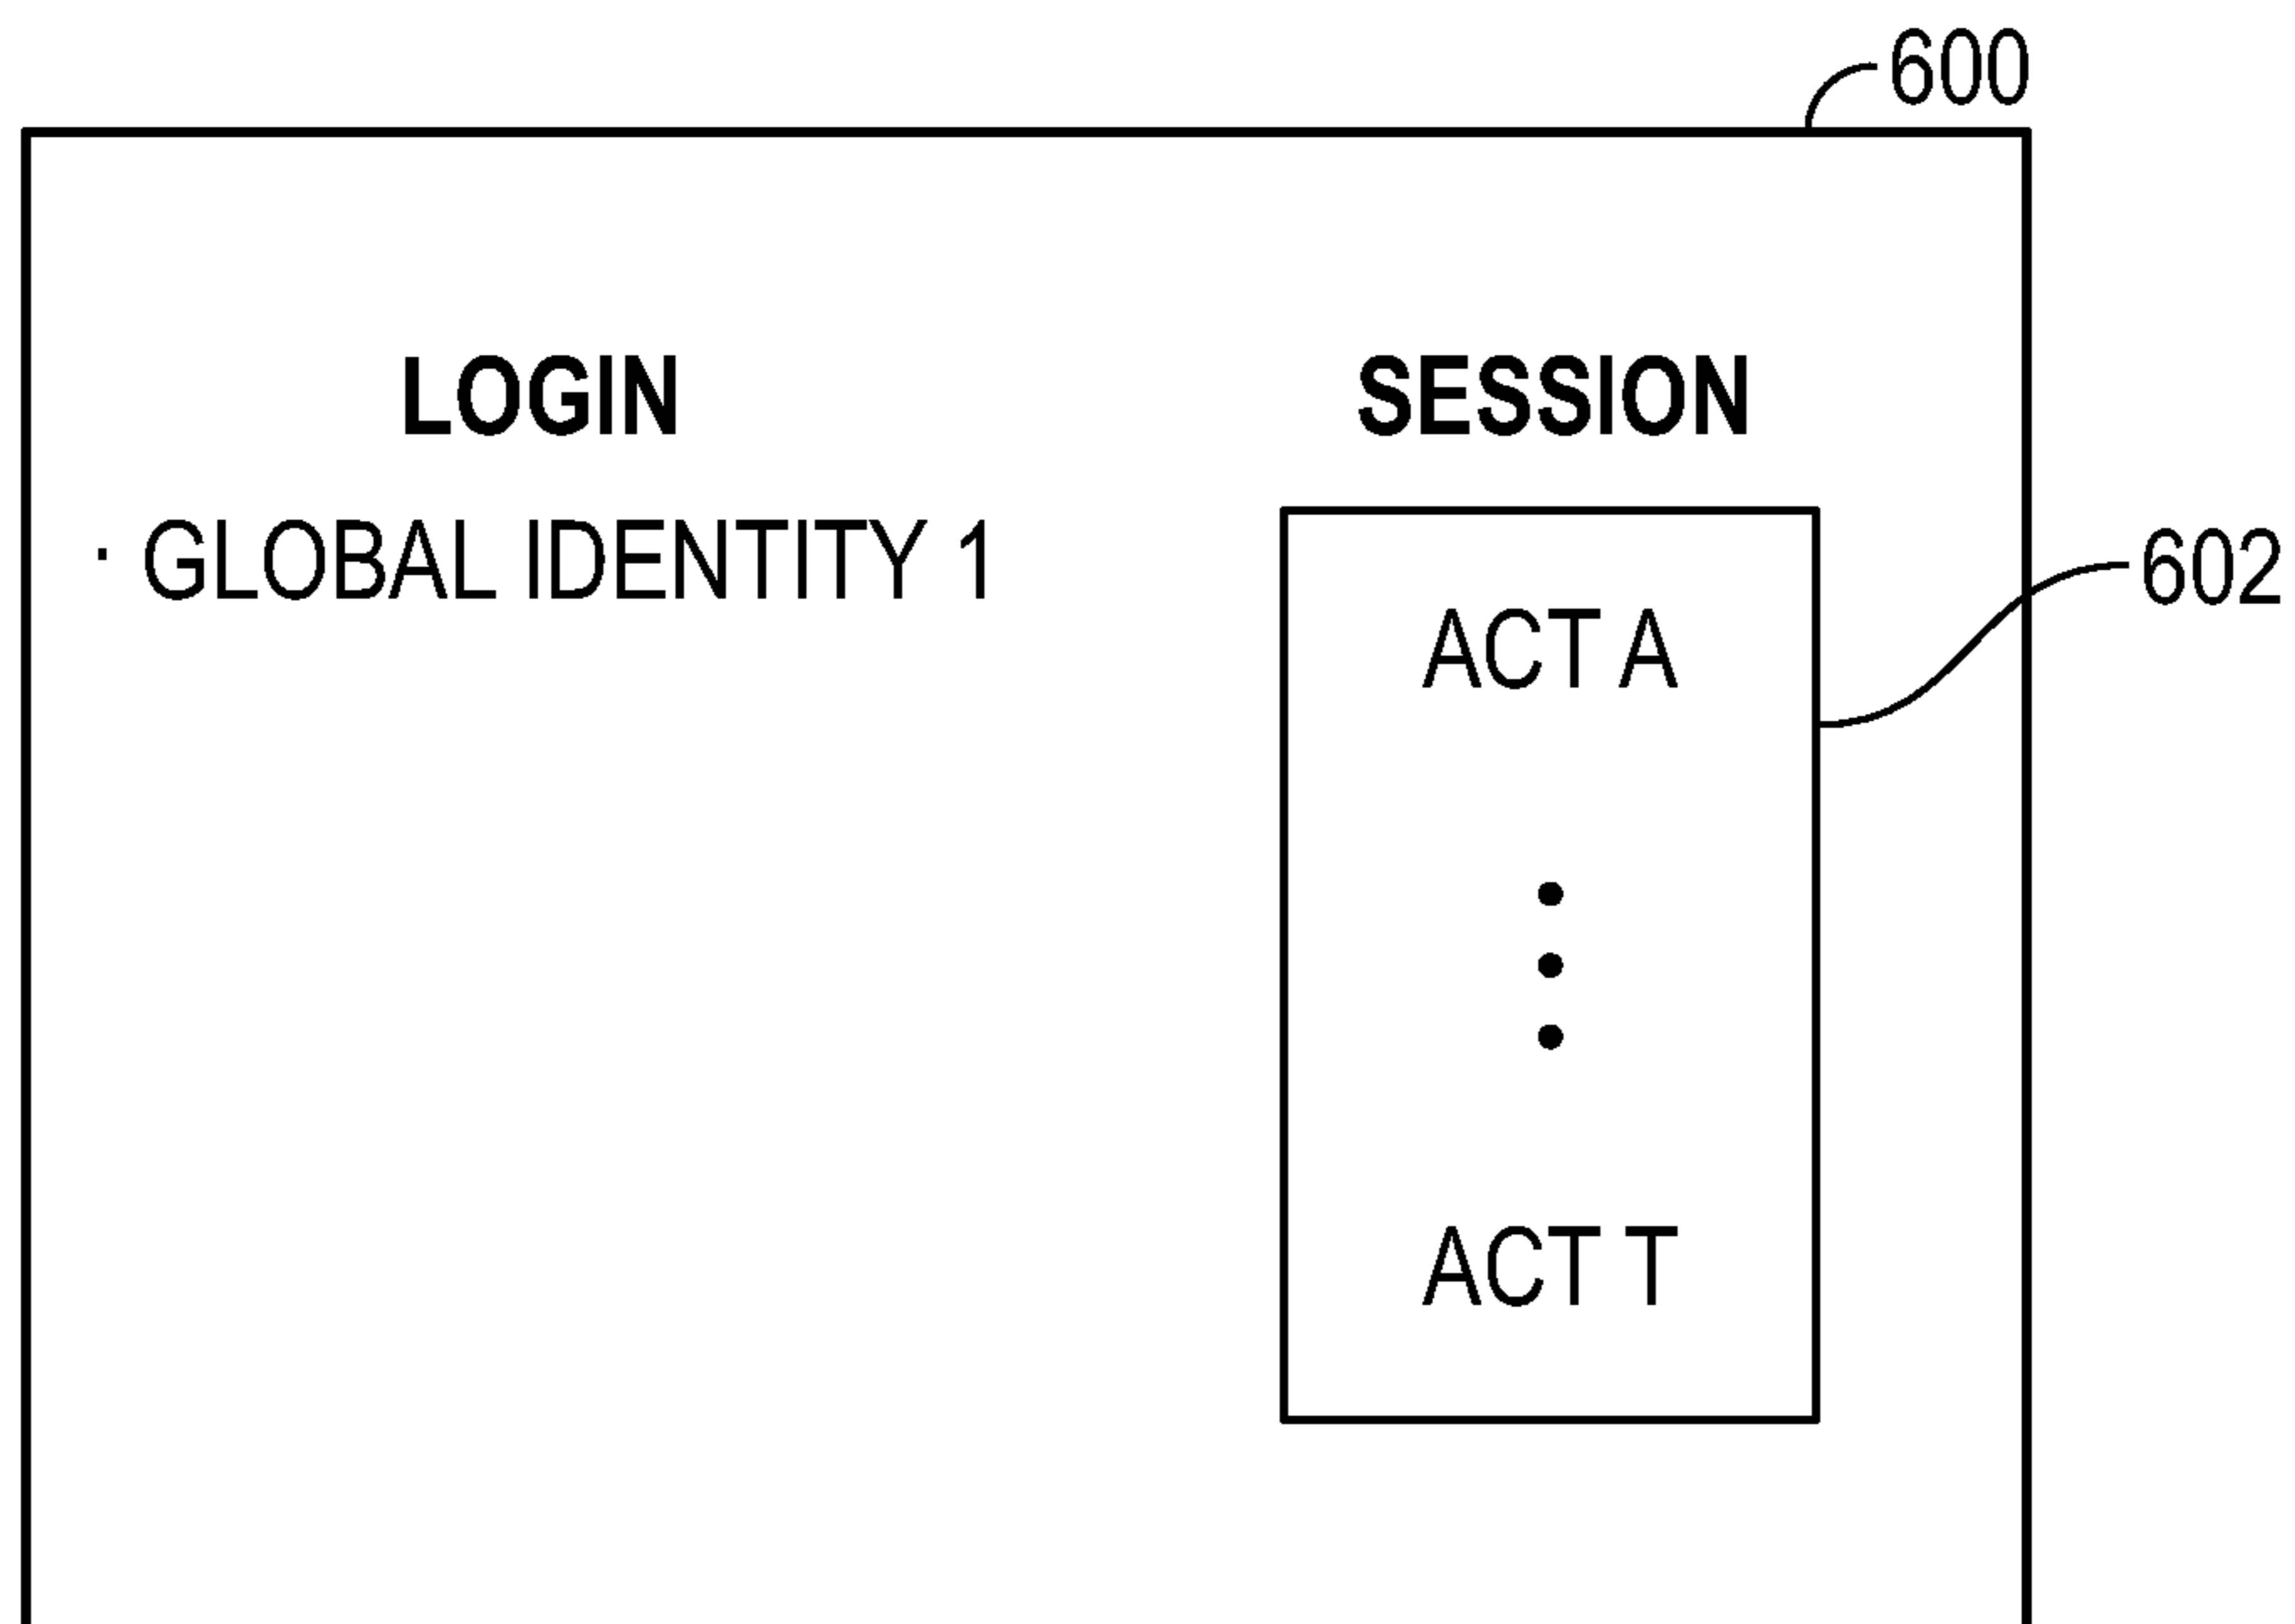 600
LOGIN SESSION
· GLOBAL IDENTITY 1
602
ACT A
ACT T